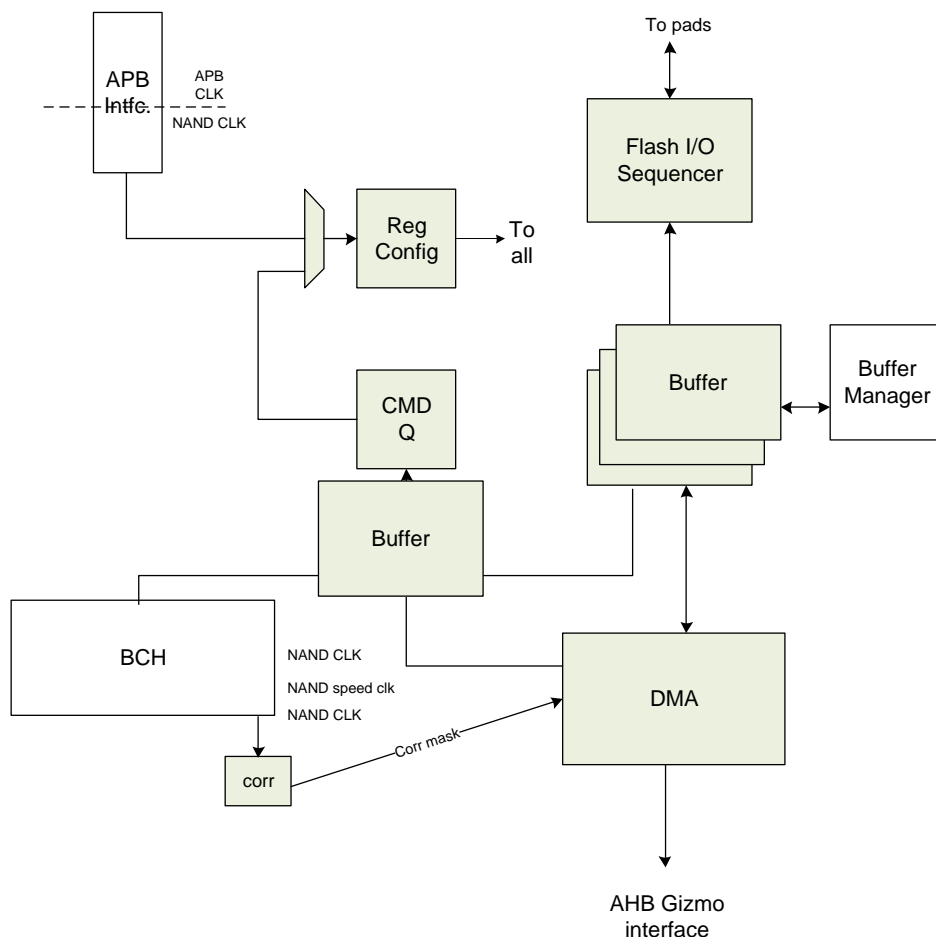 To pads
APB
Intfc.
APB
CLK
NAND CLK
Flash I/O
Sequencer
Reg
Config
To
all
Buffer
Buffer
Manager
CMD
Q
Buffer
BCH
NAND CLK
NAND speed clk
NAND CLK
DMA
Corr mask
corr
AHB Gizmo
interface